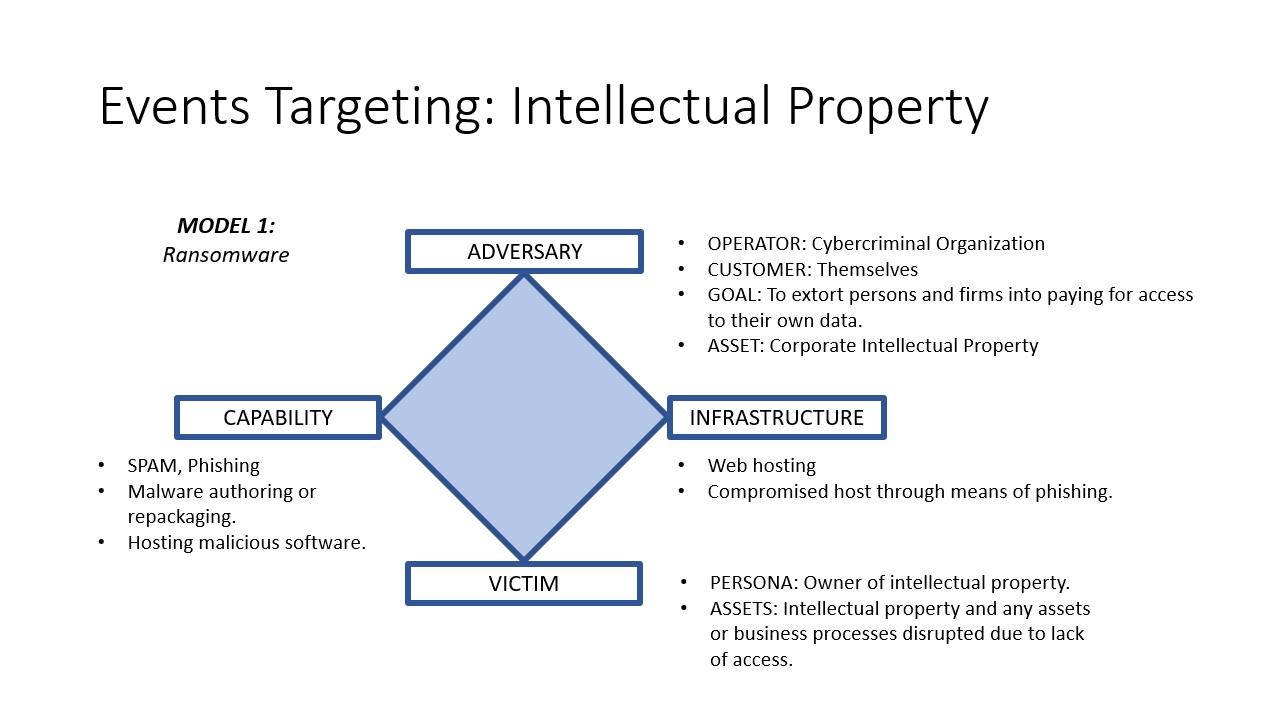 Events Targeting: Intellectual Property
MODEL 1:
Ransomware
ADVERSARY
• OPERATOR: Cybercriminal Organization
• CUSTOMER: Themselves
• GOAL: To extort persons and firms into paying for access
to their own data.
• ASSET: Corporate Intellectual Property
CAPABILITY
• SPAM, Phishing
• Malware authoring or
repackaging.
• Hosting malicious software.
INFRASTRUCTURE
• Web hosting
• Compromised host through means of phishing.
VICTIM
• PERSONA: Owner of intellectual property.
• ASSETS: Intellectual property and any assets
or business processes disrupted due to lack
of access.